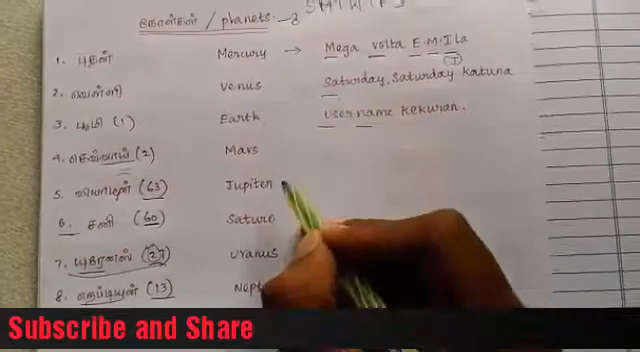 கோள்கள் / planets - 8
1. புதன் Mercury → Mega volta E.M.Ila
(I)
2. வெள்ளி Venus Saturday, Saturday katuna
3. பூமி (1) Earth user name kekuran.
4. செவ்வாய் (2) Mars
5. வியாழன் (63) Jupiter
6. சனி (60) Saturn
7. யுரேனஸ் (27) Uranus
8. நெப்டியுன் (13) Nept
Subscribe and Share